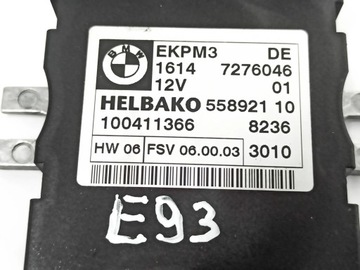 BMW
EKPM3 DE
1614 7276046
12V 01
HELBAKO 558921 10
100411366 8236
HW 06 FSV 06.00.03 3010
E93